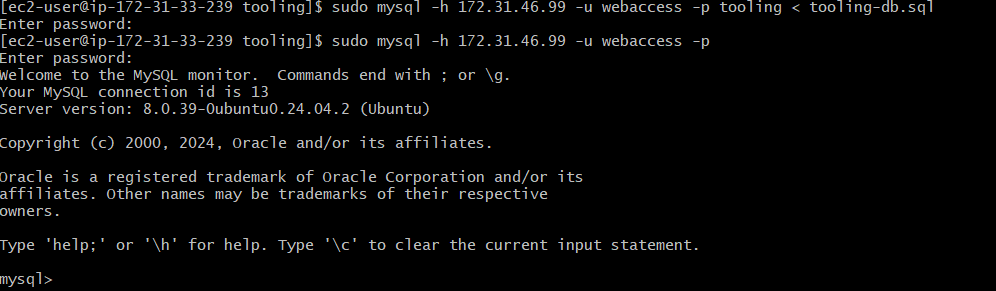 [ec2-user@ip-172-31-33-239 tooling]$ sudo mysql -h 172.31.46.99 -u webaccess -p tooling < tooling-db.sql
Enter password:
[ec2-user@ip-172-31-33-239 tooling]$ sudo mysql -h 172.31.46.99 -u webaccess -p
Enter password:
Welcome to the MySQL monitor.  Commands end with ; or \g.
Your MySQL connection id is 13
Server version: 8.0.39-0ubuntu0.24.04.2 (Ubuntu)

Copyright (c) 2000, 2024, Oracle and/or its affiliates.

Oracle is a registered trademark of Oracle Corporation and/or its
affiliates. Other names may be trademarks of their respective
owners.

Type 'help;' or '\h' for help. Type '\c' to clear the current input statement.

mysql>